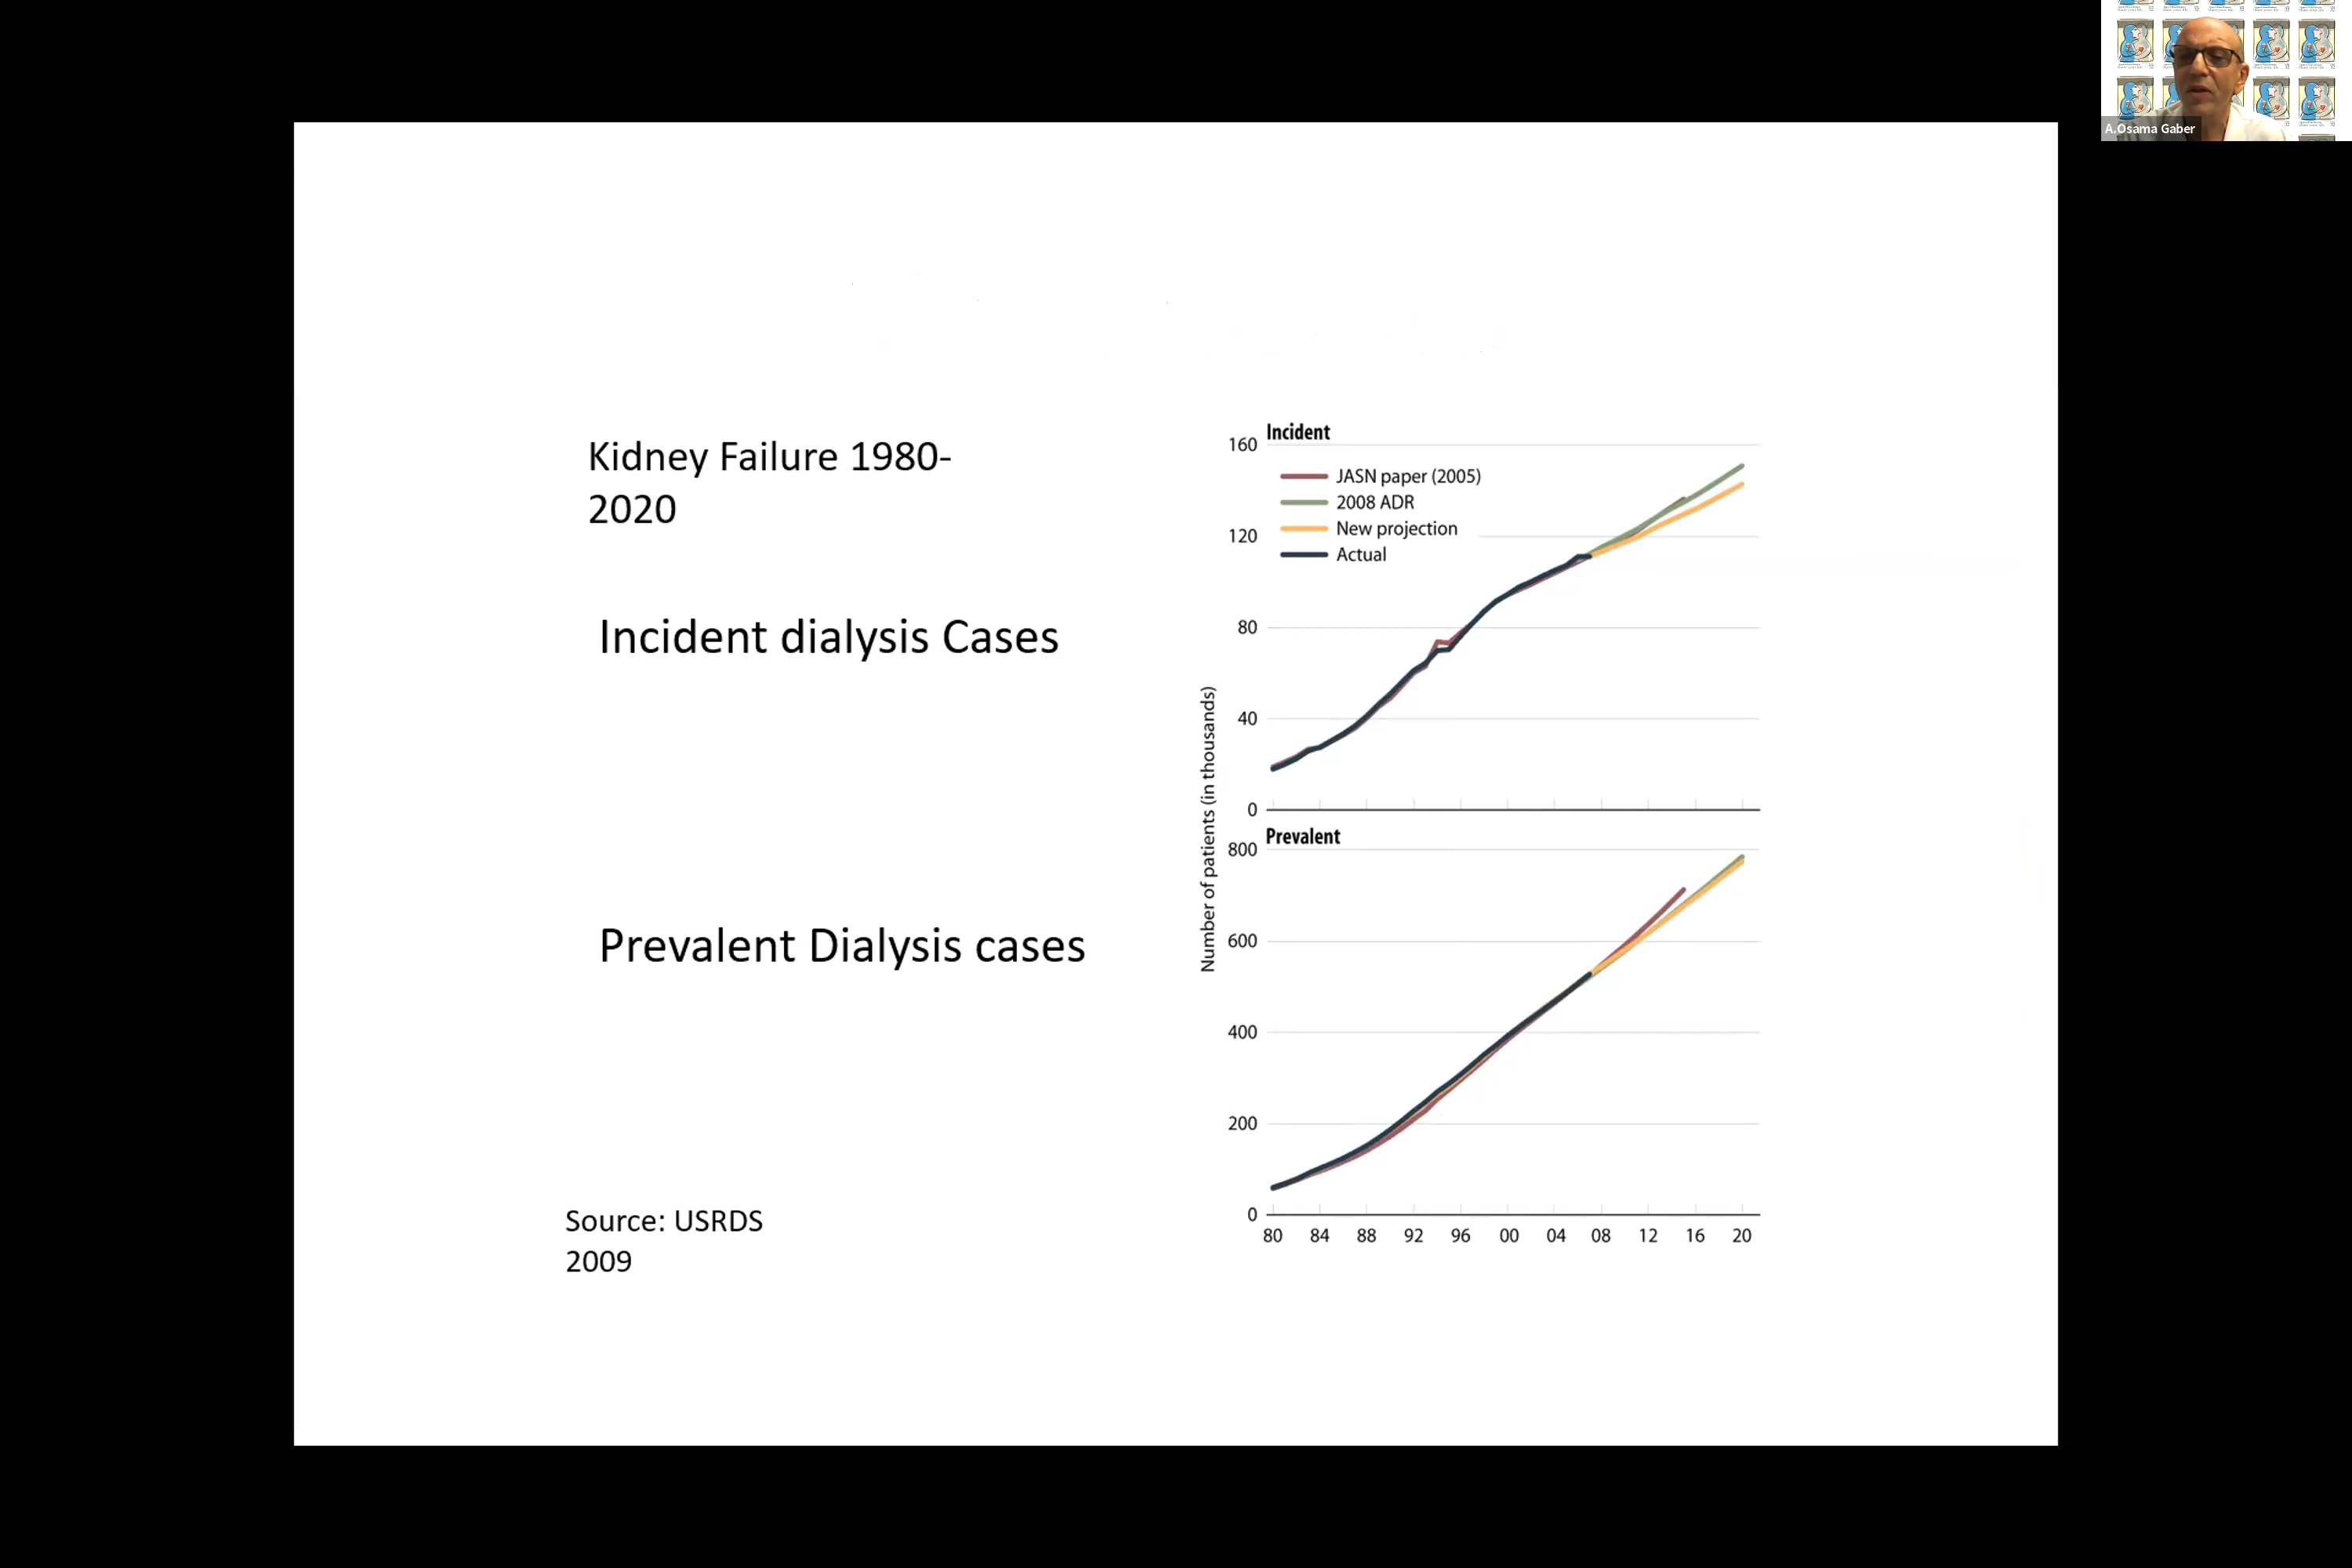 A.Osama Gaber
Kidney Failure 1980-
2020
Incident dialysis Cases
Prevalent Dialysis cases
Source: USRDS
2009
Number of patients (in thousands)
Incident
160
120
80
40
0
JASN paper (2005)
2008 ADR
New projection
Actual
Prevalent
800
600
400
200
0
80 84 88 92 96 00 04 08 12 16 20